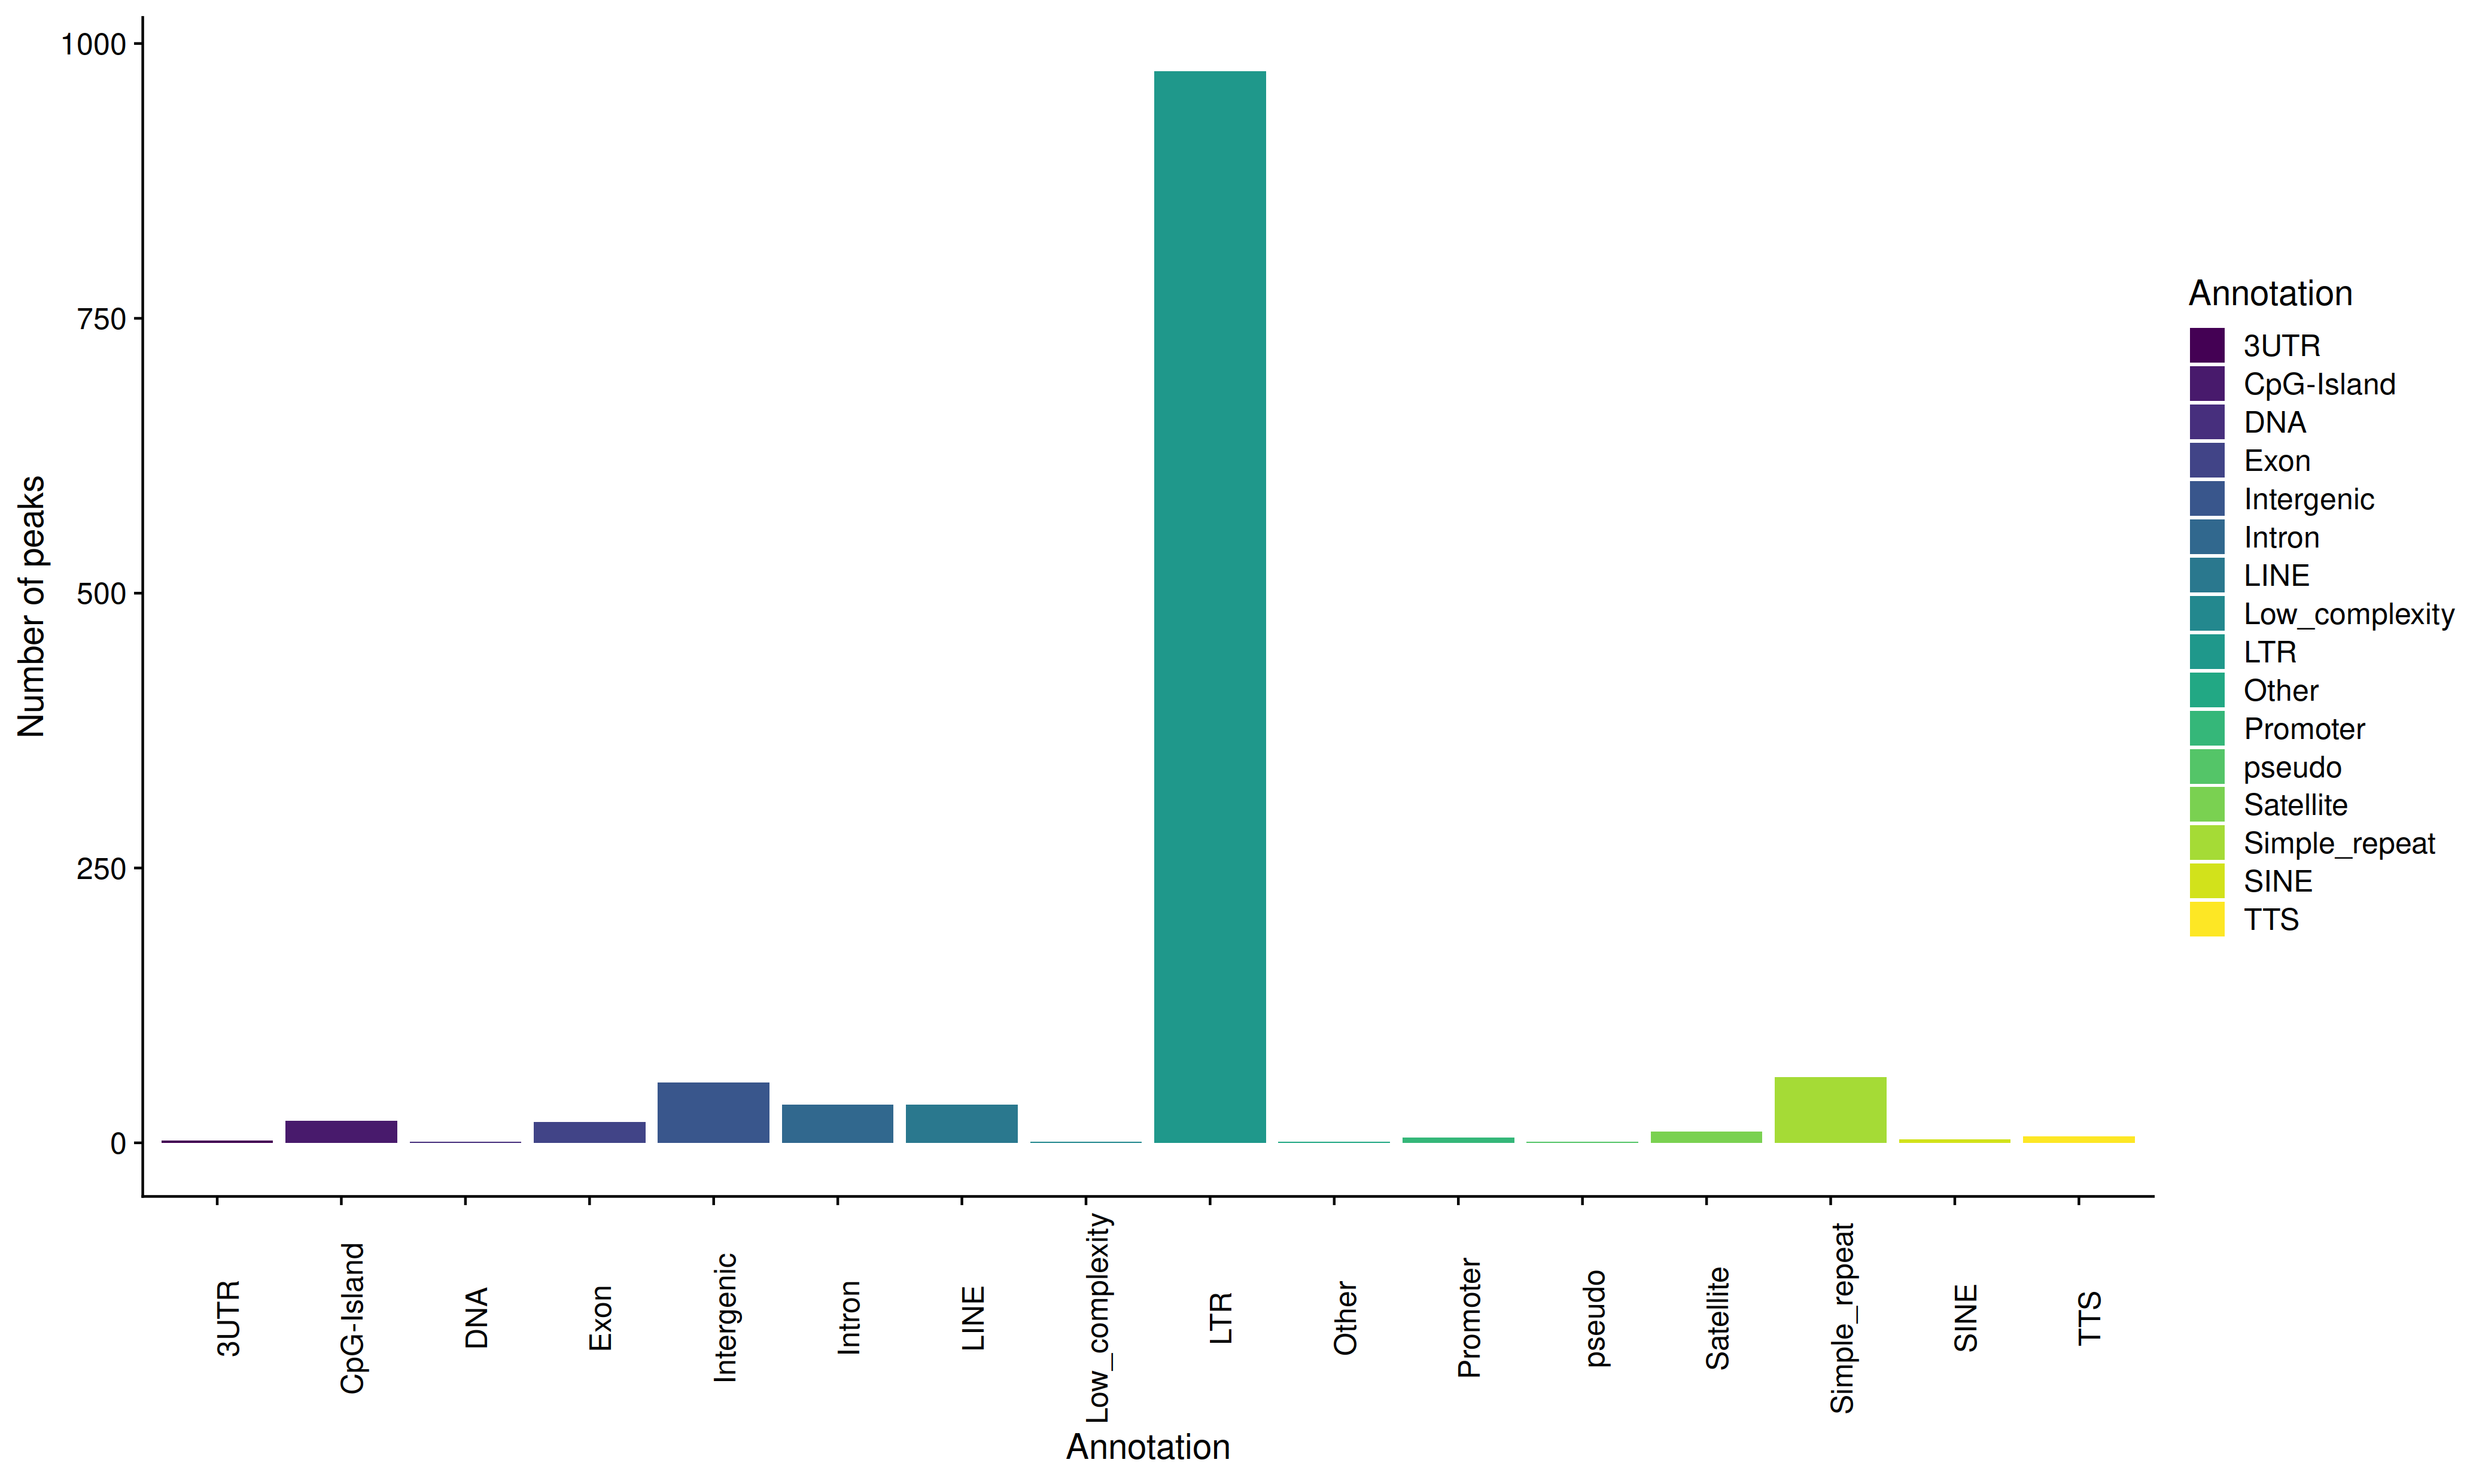 1000
750
500
250
0
Number of peaks
3UTR
CpG-Island
DNA
Exon
Intergenic
Intron
LINE
Low_complexity
LTR
Other
Promoter
pseudo
Satellite
Simple_repeat
SINE
TTS
Annotation
Annotation
3UTR
CpG-Island
DNA
Exon
Intergenic
Intron
LINE
Low_complexity
LTR
Other
Promoter
pseudo
Satellite
Simple_repeat
SINE
TTS